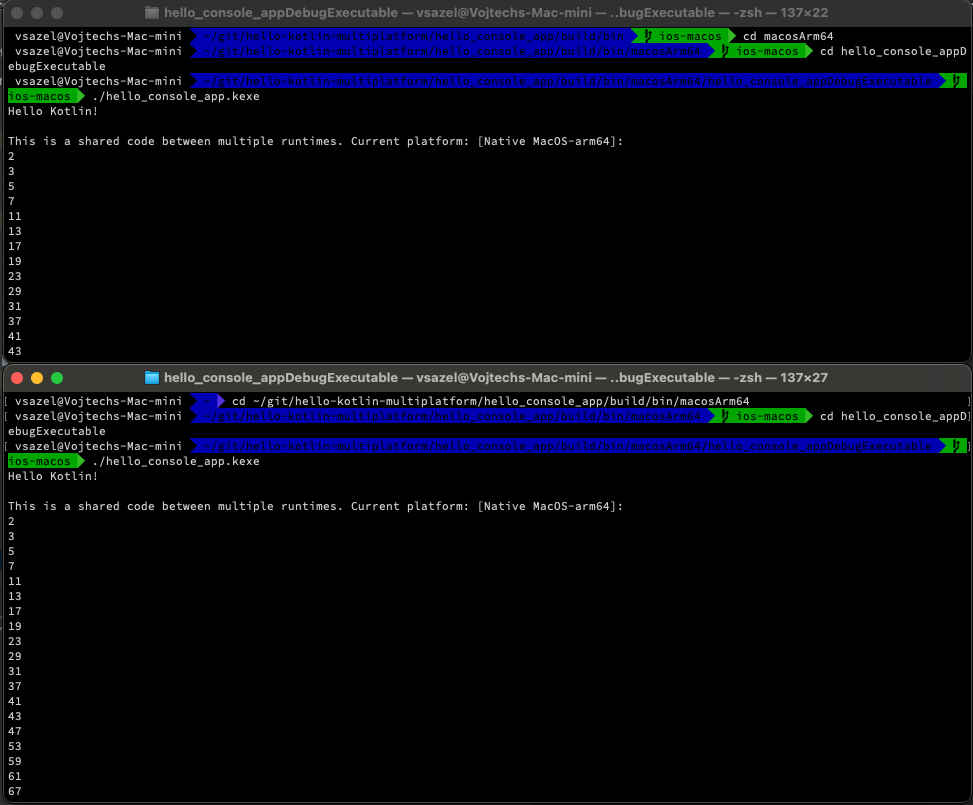 hello_console_appDebugExecutable — vsazel@Vojtechs-Mac-mini — ..bugExecutable — -zsh — 137×22
vsazel@Vojtechs-Mac-mini ~/git/hello-kotlin-multiplatform/hello_console_app/build/bin ios-macos cd macosArm64
vsazel@Vojtechs-Mac-mini ~/git/hello-kotlin-multiplatform/hello_console_app/build/bin/macosArm64 ios-macos cd hello_console_appD
ebugExecutable
vsazel@Vojtechs-Mac-mini ~/git/hello-kotlin-multiplatform/hello_console_app/build/bin/macosArm64/hello_console_appDebugExecutable
ios-macos ./hello_console_app.kexe
Hello Kotlin!
This is a shared code between multiple runtimes. Current platform: [Native MacOS-arm64]:
2
3
5
7
11
13
17
19
23
29
31
37
41
43
hello_console_appDebugExecutable — vsazel@Vojtechs-Mac-mini — ..bugExecutable — -zsh — 137×27
[ vsazel@Vojtechs-Mac-mini ~ cd ~/git/hello-kotlin-multiplatform/hello_console_app/build/bin/macosArm64 ]
[ vsazel@Vojtechs-Mac-mini ~/git/hello-kotlin-multiplatform/hello_console_app/build/bin/macosArm64 ios-macos cd hello_console_appD]
ebugExecutable
[ vsazel@Vojtechs-Mac-mini ~/git/hello-kotlin-multiplatform/hello_console_app/build/bin/macosArm64/hello_console_appDebugExecutable ]
ios-macos ./hello_console_app.kexe
Hello Kotlin!
This is a shared code between multiple runtimes. Current platform: [Native MacOS-arm64]:
2
3
5
7
11
13
17
19
23
29
31
37
41
43
47
53
59
61
67